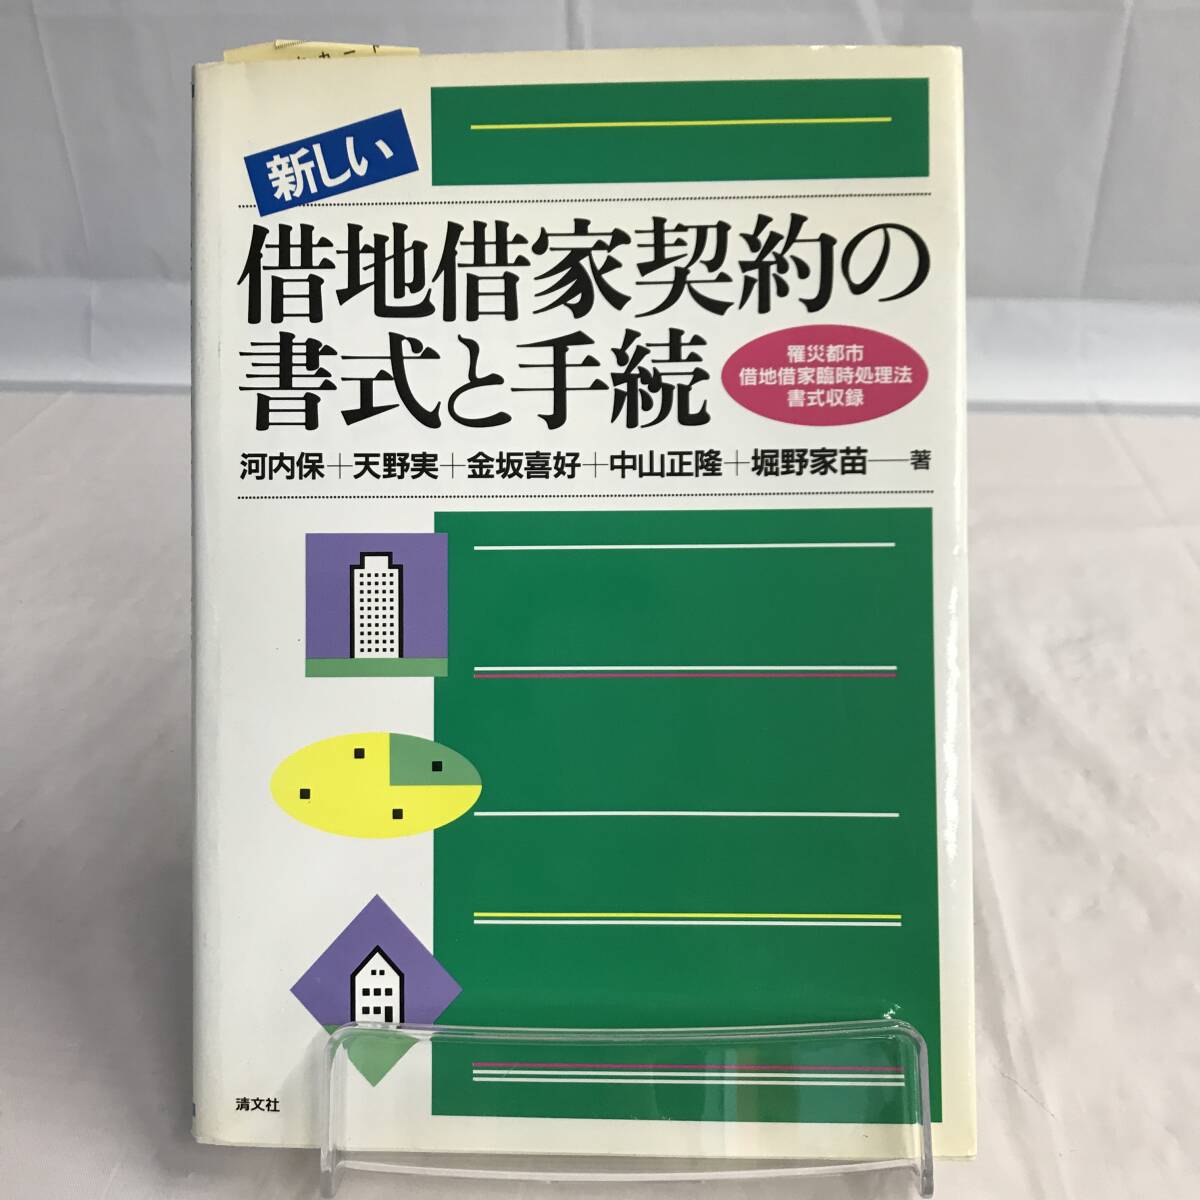 新しい
借地借家契約の
書式と手続
罹災都市
借地借家臨時処理法
書式収録
河内保＋天野実＋金坂喜好＋中山正隆＋堀野家苗──著
清文社